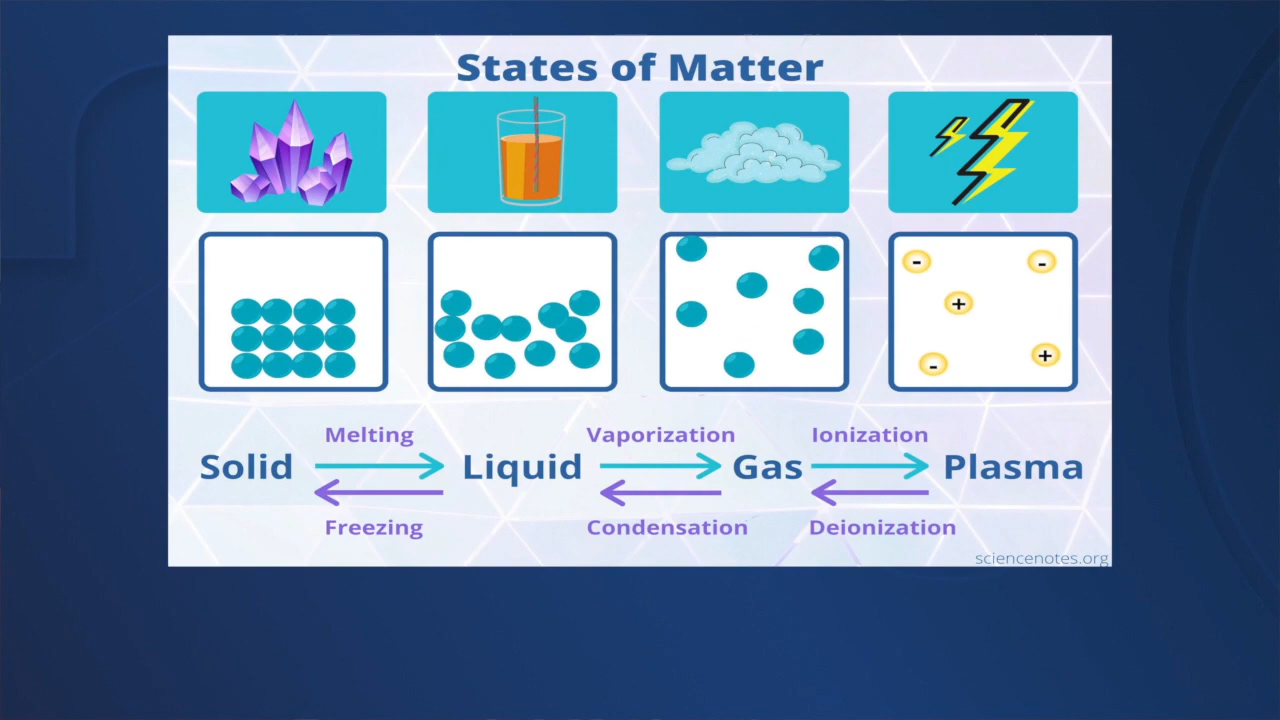 States of Matter
- -
+
- +
Melting Vaporization Ionization
Solid Liquid Gas Plasma
Freezing Condensation Deionization
sciencenotes.org